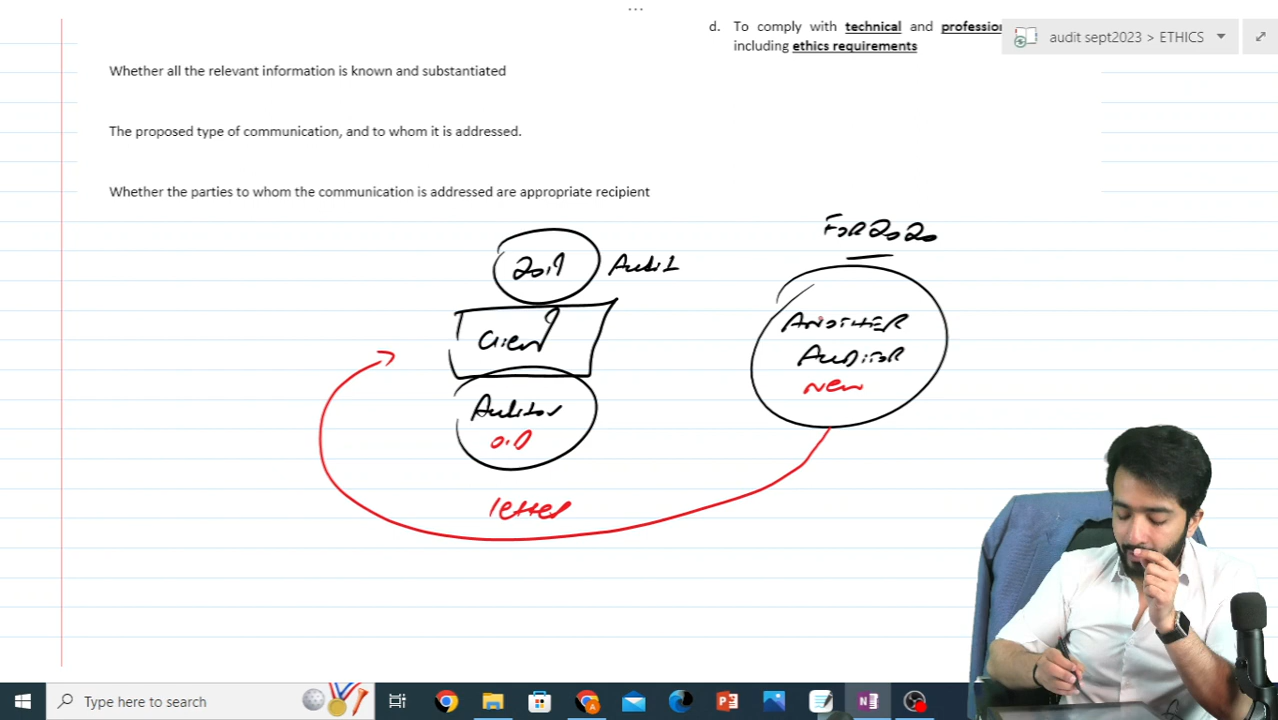 d. To comply with technical and profession
including ethics requirements
audit sept2023 > ETHICS
Whether all the relevant information is known and substantiated
The proposed type of communication, and to whom it is addressed.
Whether the parties to whom the communication is addressed are appropriate recipient
FOR 2020
2019 Audit
Client
ANOTHER
AUDITOR
New
Auditor
old
letter
Type here to search